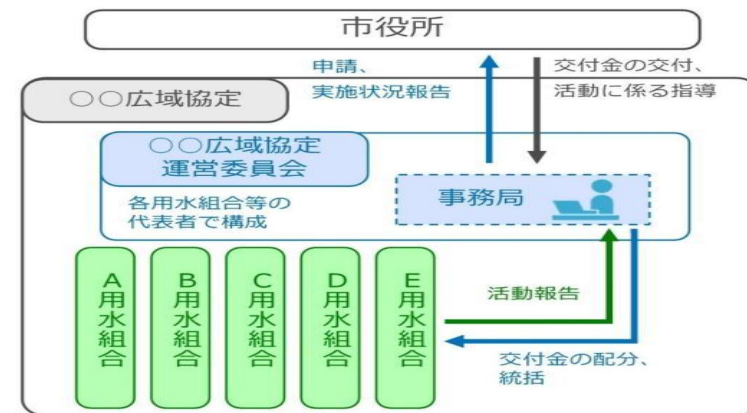 市役所
申請、
実施状況報告
交付金の交付、
活動に係る指導
○○広域協定
○○広域協定
運営委員会
各用水組合等の
代表者で構成
事務局
A用水組合
B用水組合
C用水組合
D用水組合
E用水組合
活動報告
交付金の配分、
統括